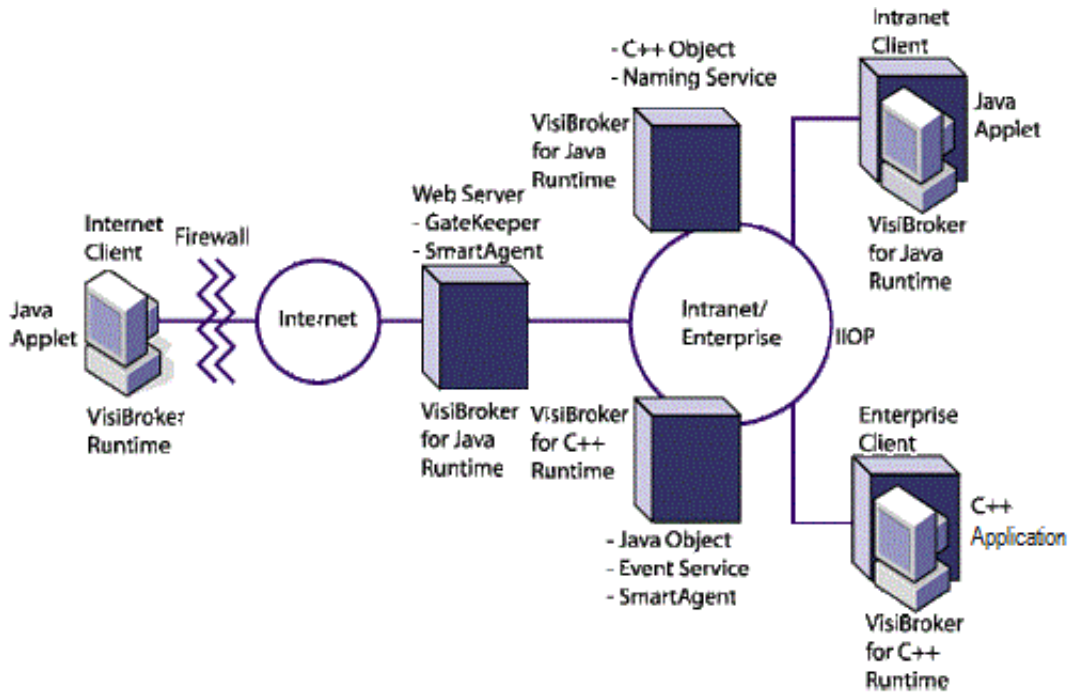 Intranet
Client
- C++ Object
- Naming Service
Java
Applet
VisiBroker
for Java
Runtime
Web Server
- GateKeeper
- SmartAgent
Internet
Client
Firewall
VisiBroker
for Java
Runtime
Java
Applet
Internet
Intranet/
Enterprise
IIOP
VisiBroker
Runtime
VisiBroker
for Java
Runtime
VisiBroker
for C++
Runtime
Enterprise
Client
C++
Application
- Java Object
- Event Service
- SmartAgent
VisiBroker
for C++
Runtime